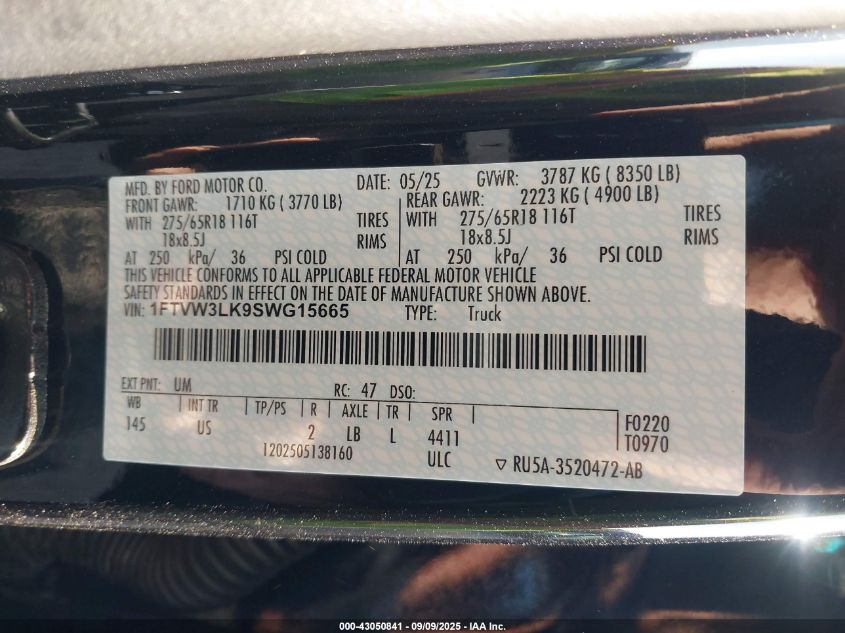 MFD. BY FORD MOTOR CO. DATE: 05/25 GVWR: 3787 KG ( 8350 LB)
FRONT GAWR: 1710 KG ( 3770 LB) REAR GAWR: 2223 KG ( 4900 LB)
WITH 275/65R18 116T TIRES WITH 275/65R18 116T TIRES
18x8.5J RIMS 18x8.5J RIMS
AT 250 kPa/ 36 PSI COLD AT 250 kPa/ 36 PSI COLD
THIS VEHICLE CONFORMS TO ALL APPLICABLE FEDERAL MOTOR VEHICLE
SAFETY STANDARDS IN EFFECT ON THE DATE OF MANUFACTURE SHOWN ABOVE.
VIN: 1FTVW3LK9SWG15665 TYPE: Truck
EXT PNT: UM RC: 47 DSO:
WB INT TR TP/PS R AXLE TR SPR
145 US 2 LB L 4411 F0220
T0970
1202505138160 ULC ▽ RU5A-3520472-AB
000-43050841 - 09/09/2025 - IAA Inc.